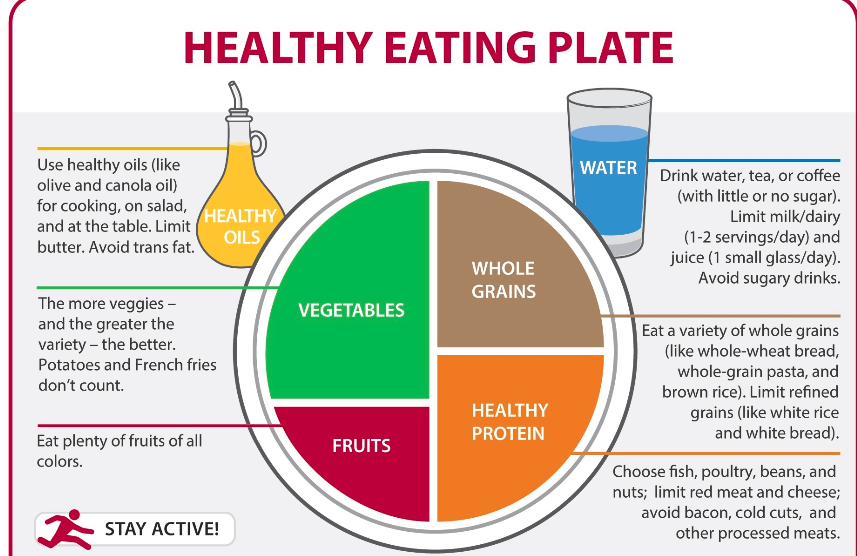 HEALTHY EATING PLATE
Use healthy oils (like
olive and canola oil)
for cooking, on salad,
and at the table. Limit
butter. Avoid trans fat.
HEALTHY
OILS
WATER
Drink water, tea, or coffee
(with little or no sugar).
Limit milk/dairy
(1-2 servings/day) and
juice (1 small glass/day).
Avoid sugary drinks.
The more veggies –
and the greater the
variety – the better.
Potatoes and French fries
don’t count.
VEGETABLES
WHOLE
GRAINS
Eat a variety of whole grains
(like whole-wheat bread,
whole-grain pasta, and
brown rice). Limit refined
grains (like white rice
and white bread).
Eat plenty of fruits of all
colors.
FRUITS
HEALTHY
PROTEIN
Choose fish, poultry, beans, and
nuts; limit red meat and cheese;
avoid bacon, cold cuts, and
other processed meats.
STAY ACTIVE!